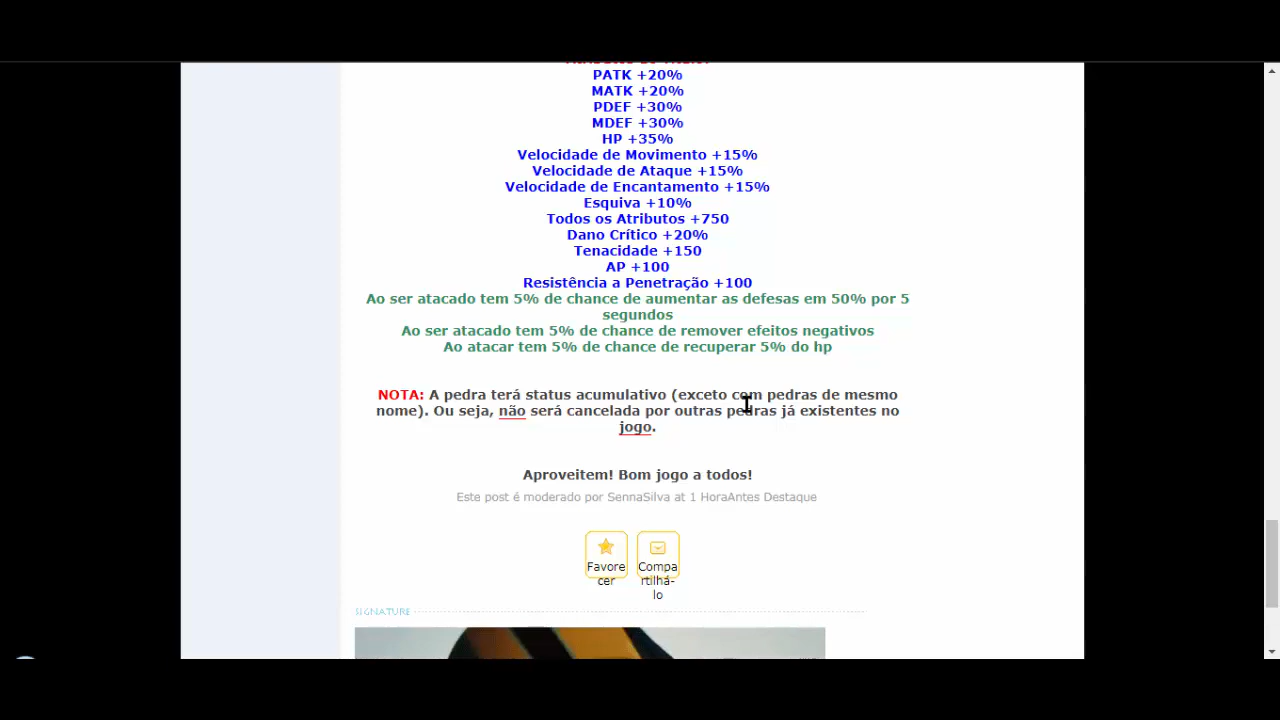 PATK +20%
MATK +20%
PDEF +30%
MDEF +30%
HP +35%
Velocidade de Movimento +15%
Velocidade de Ataque +15%
Velocidade de Encantamento +15%
Esquiva +10%
Todos os Atributos +750
Dano Crítico +20%
Tenacidade +150
AP +100
Resistência a Penetração +100
Ao ser atacado tem 5% de chance de aumentar as defesas em 50% por 5
segundos
Ao ser atacado tem 5% de chance de remover efeitos negativos
Ao atacar tem 5% de chance de recuperar 5% do hp
NOTA: A pedra terá status acumulativo (exceto com pedras de mesmo
nome). Ou seja, não será cancelada por outras pedras já existentes no
jogo.
Aproveitem! Bom jogo a todos!
Este post é moderado por SennaSilva at 1 HoraAntes Destaque
Favore
cer
Compa
rtilhá-
lo
SIGNATURE